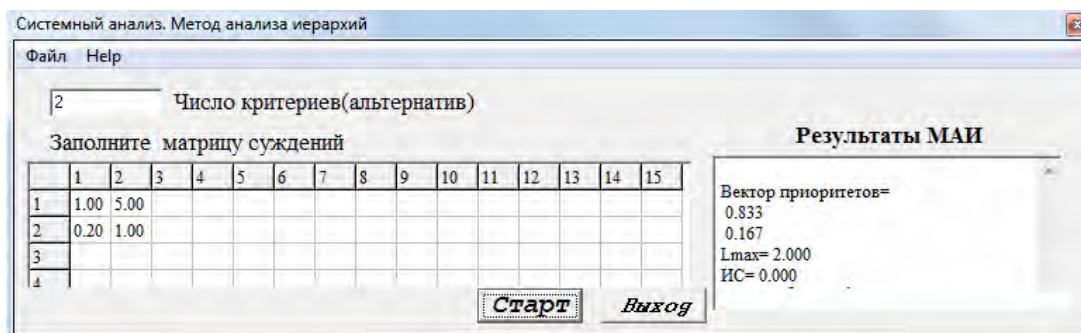 Системный анализ. Метод анализа иерархий
Файл Help
2 Число критериев(альтернатив)
Заполните матрицу суждений
1 2 3 4 5 6 7 8 9 10 11 12 13 14 15
1 1.00 5.00
2 0.20 1.00
3
4
Результаты МАИ
Вектор приоритетов=
0.833
0.167
Lmax= 2.000
ИС= 0.000
Старт Выход